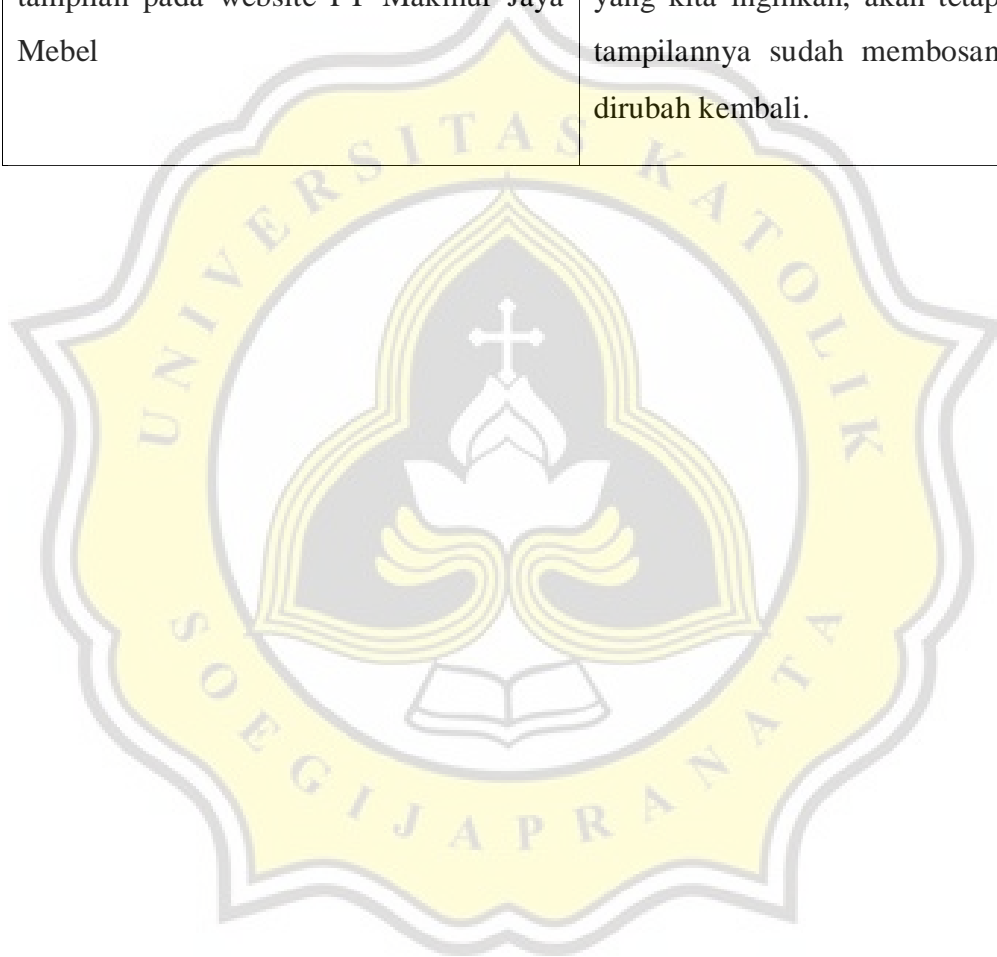 tampilan pada website PT Makmur Jaya
Mebel
yang kita inginkan, akan tetap
tampilannya sudah membosan
dirubah kembali.
UNIVERSITAS KATOLIK
SOEGIJAPRANATA